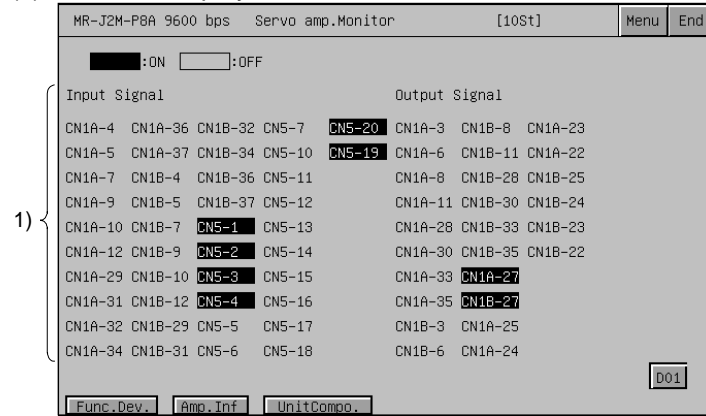 MR-J2M-P8A 9600 bps Servo amp.Monitor [10St] Menu End
:ON :OFF
Input Signal Output Signal
CN1A-4 CN1A-36 CN1B-32 CN5-7 CN5-20 CN1A-3 CN1B-8 CN1A-23
CN1A-5 CN1A-37 CN1B-34 CN5-10 CN5-19 CN1A-6 CN1B-11 CN1A-22
CN1A-7 CN1B-4 CN1B-36 CN5-11 CN1A-8 CN1B-28 CN1B-25
CN1A-9 CN1B-5 CN1B-37 CN5-12 CN1A-11 CN1B-30 CN1B-24
1) CN1A-10 CN1B-7 CN5-1 CN5-13 CN1A-28 CN1B-33 CN1B-23
CN1A-12 CN1B-9 CN5-2 CN5-14 CN1A-30 CN1B-35 CN1B-22
CN1A-29 CN1B-10 CN5-3 CN5-15 CN1A-33 CN1A-27
CN1A-31 CN1B-12 CN5-4 CN5-16 CN1A-35 CN1B-27
CN1A-32 CN1B-29 CN5-5 CN5-17 CN1B-3 CN1A-25
CN1A-34 CN1B-31 CN5-6 CN5-18 CN1B-6 CN1A-24
D01
Func.Dev. Amp.Inf UnitCompo.